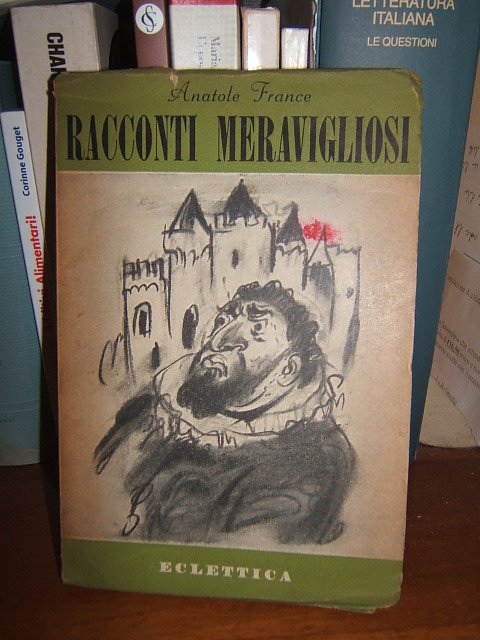 Anatole France
RACCONTI MERAVIGLIOSI
ECLETTICA
Corinne Gouget
Alimentari!
CHA
LETTERATURA
ITALIANA
LE QUESTIONI